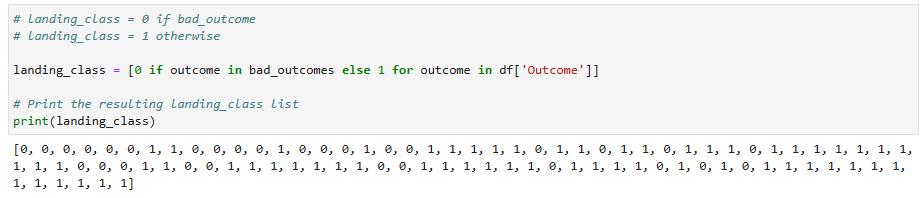 # landing_class = 0 if bad_outcome
# landing_class = 1 otherwise
landing_class = [0 if outcome in bad_outcomes else 1 for outcome in df['Outcome']]
# Print the resulting landing_class list
print(landing_class)
[0, 0, 0, 0, 0, 0, 1, 1, 0, 0, 0, 0, 1, 0, 0, 0, 1, 0, 0, 1, 1, 1, 1, 1, 0, 1, 1, 0, 1, 1, 0, 1, 1, 1, 0, 1, 1, 1, 1, 1, 1, 1,
1, 1, 1, 0, 0, 0, 1, 1, 0, 0, 1, 1, 1, 1, 1, 1, 1, 0, 0, 1, 1, 1, 1, 1, 1, 0, 1, 1, 1, 1, 0, 1, 0, 1, 0, 1, 1, 1, 1, 1, 1, 1,
1, 1, 1, 1, 1, 1]